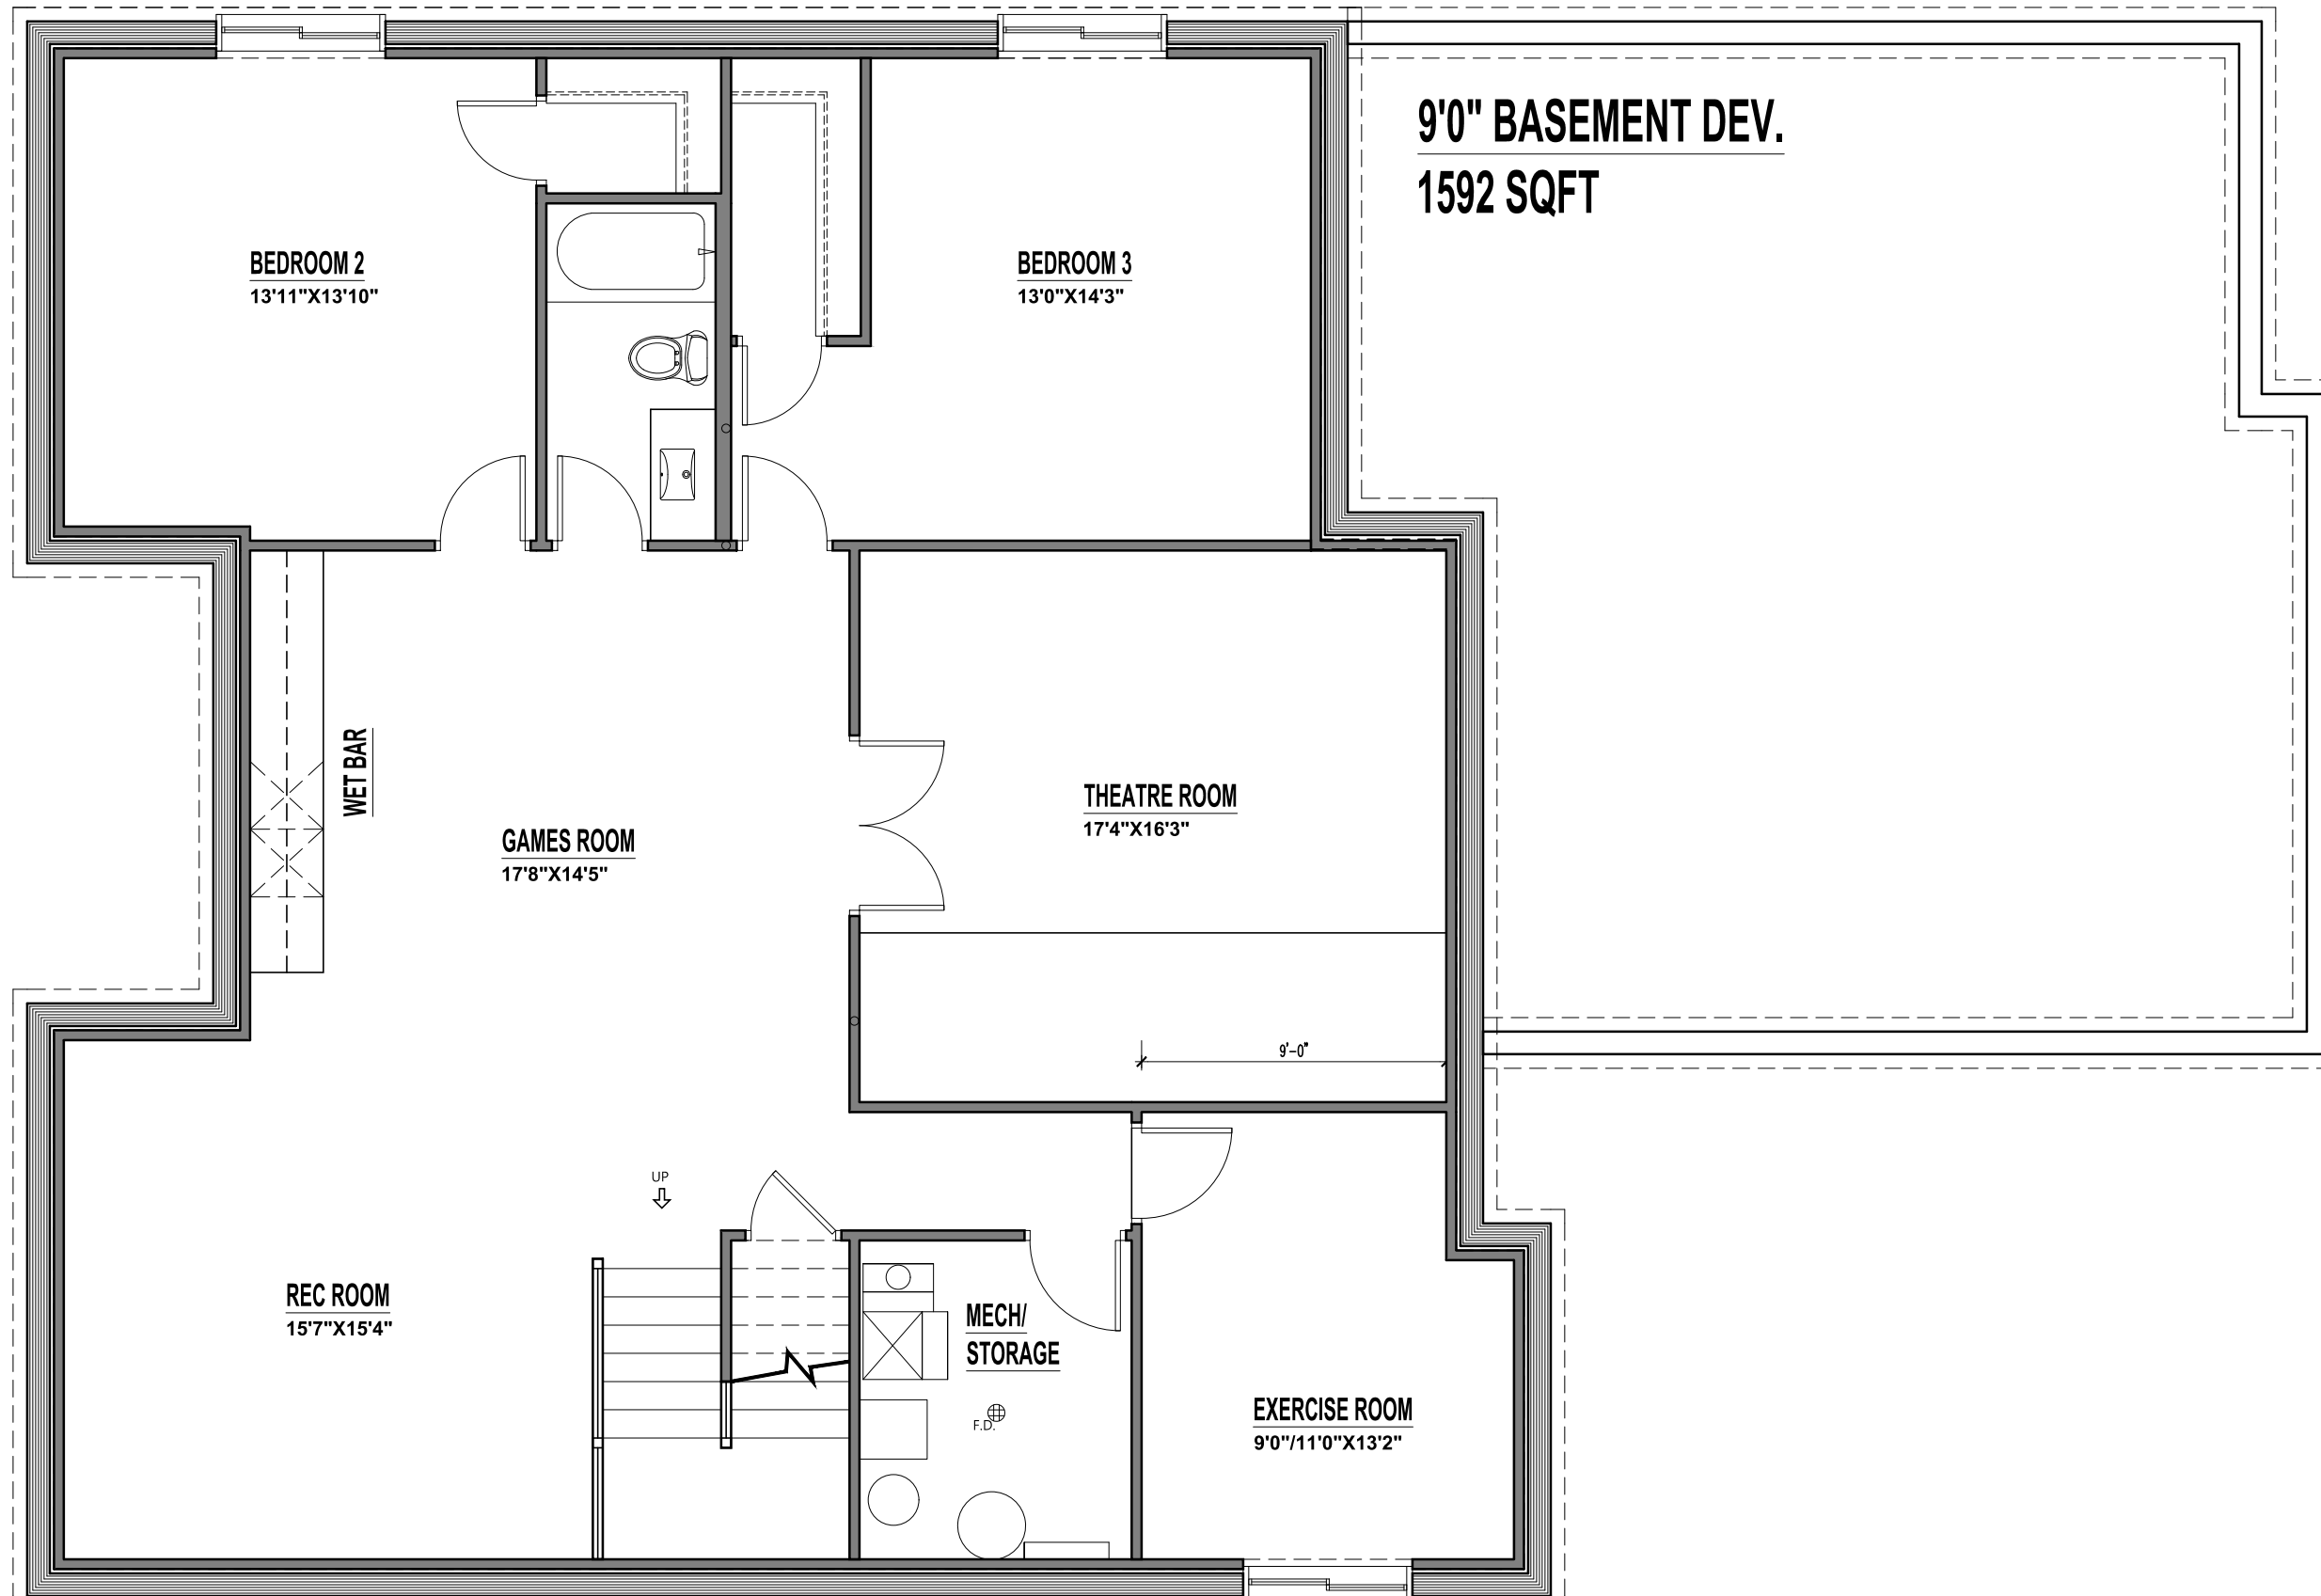 9'0" BASEMENT DEV.
1592 SQFT
BEDROOM 2
13'11"X13'10"
BEDROOM 3
13'0"X14'3"
WET BAR
GAMES ROOM
17'8"X14'5"
THEATRE ROOM
17'4"X16'3"
9'-0"
UP
REC ROOM
15'7"X15'4"
MECH/
STORAGE
F.D.
EXERCISE ROOM
9'0"/11'0"X13'2"